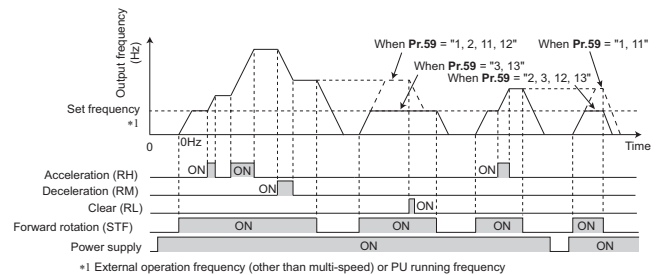 Output frequency
(Hz)
When Pr.59 = "1, 2, 11, 12"
When Pr.59 = "1, 11"
When Pr.59 = "3, 13"
When Pr.59 = "2, 3, 12, 13"
Set frequency
*1
0
0Hz
Time
Acceleration (RH)
ON
ON
ON
Deceleration (RM)
ON
Clear (RL)
ON
Forward rotation (STF)
ON
ON
ON
ON
Power supply
ON
ON
*1 External operation frequency (other than multi-speed) or PU running frequency